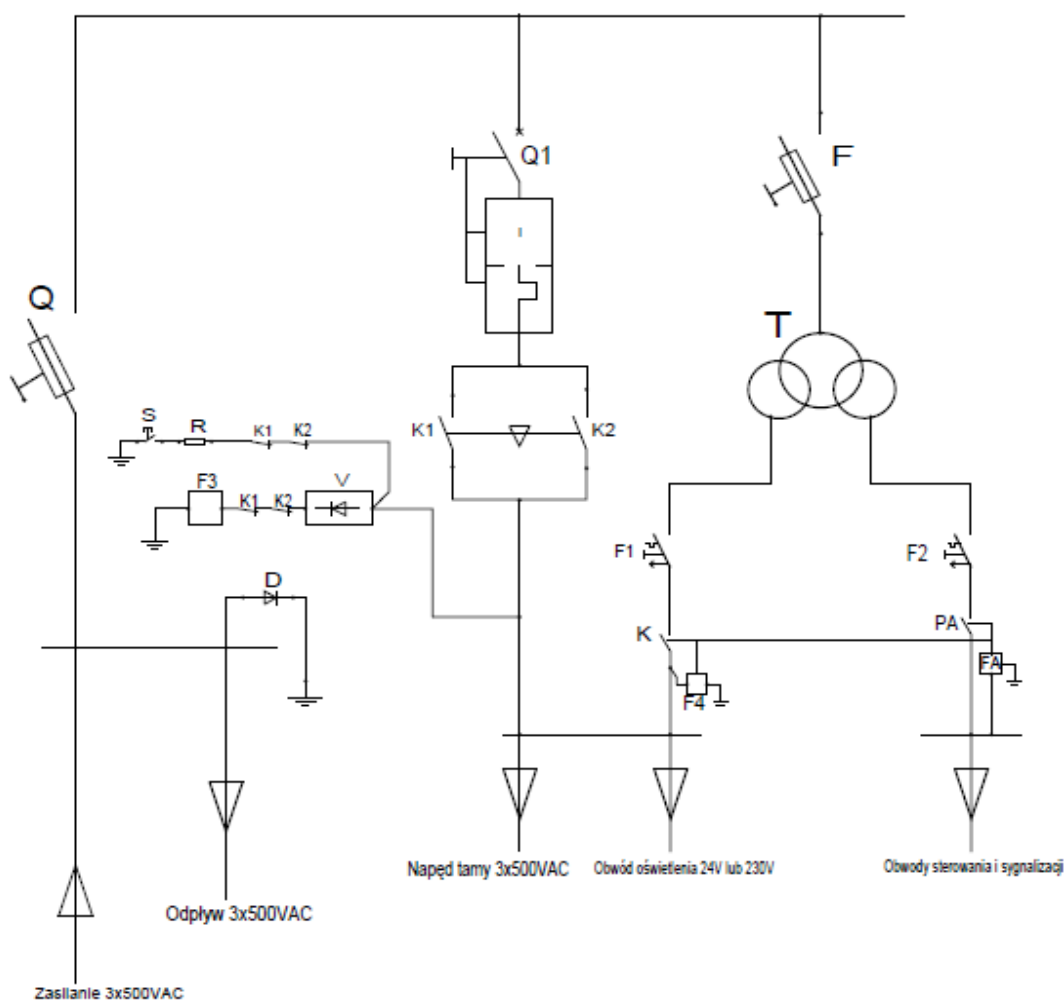 Q1
F
Q
T
S
R
K1
K2
K1
K2
F3
K1
K2
V
F1
F2
D
K
PA
FA
F4
Napęd tamy 3x500VAC
Obwód oświetlenia 24V lub 230V
Obwody sterowania i sygnalizacji
Odpływ 3x500VAC
Zasilanie 3x500VAC